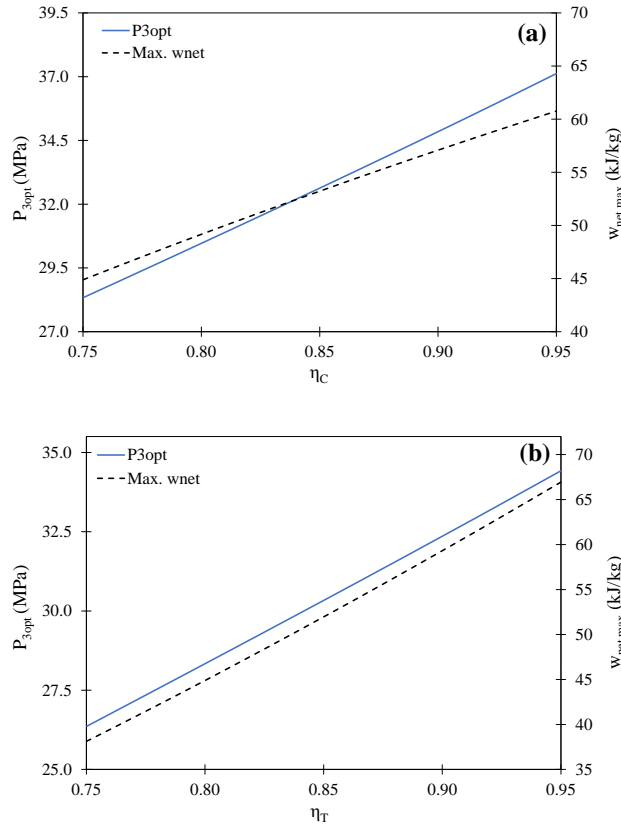 39.5
37.0
34.5
32.0
29.5
27.0
P3opt (MPa)
P3opt
Max. wnet
(a)
70
65
60
55
50
45
40
wnet max (kJ/kg)
0.75 0.80 0.85 0.90 0.95
ηC
35.0
32.5
30.0
27.5
25.0
P3opt (MPa)
P3opt
Max. wnet
(b)
70
65
60
55
50
45
40
35
wnet max (kJ/kg)
0.75 0.80 0.85 0.90 0.95
ηT